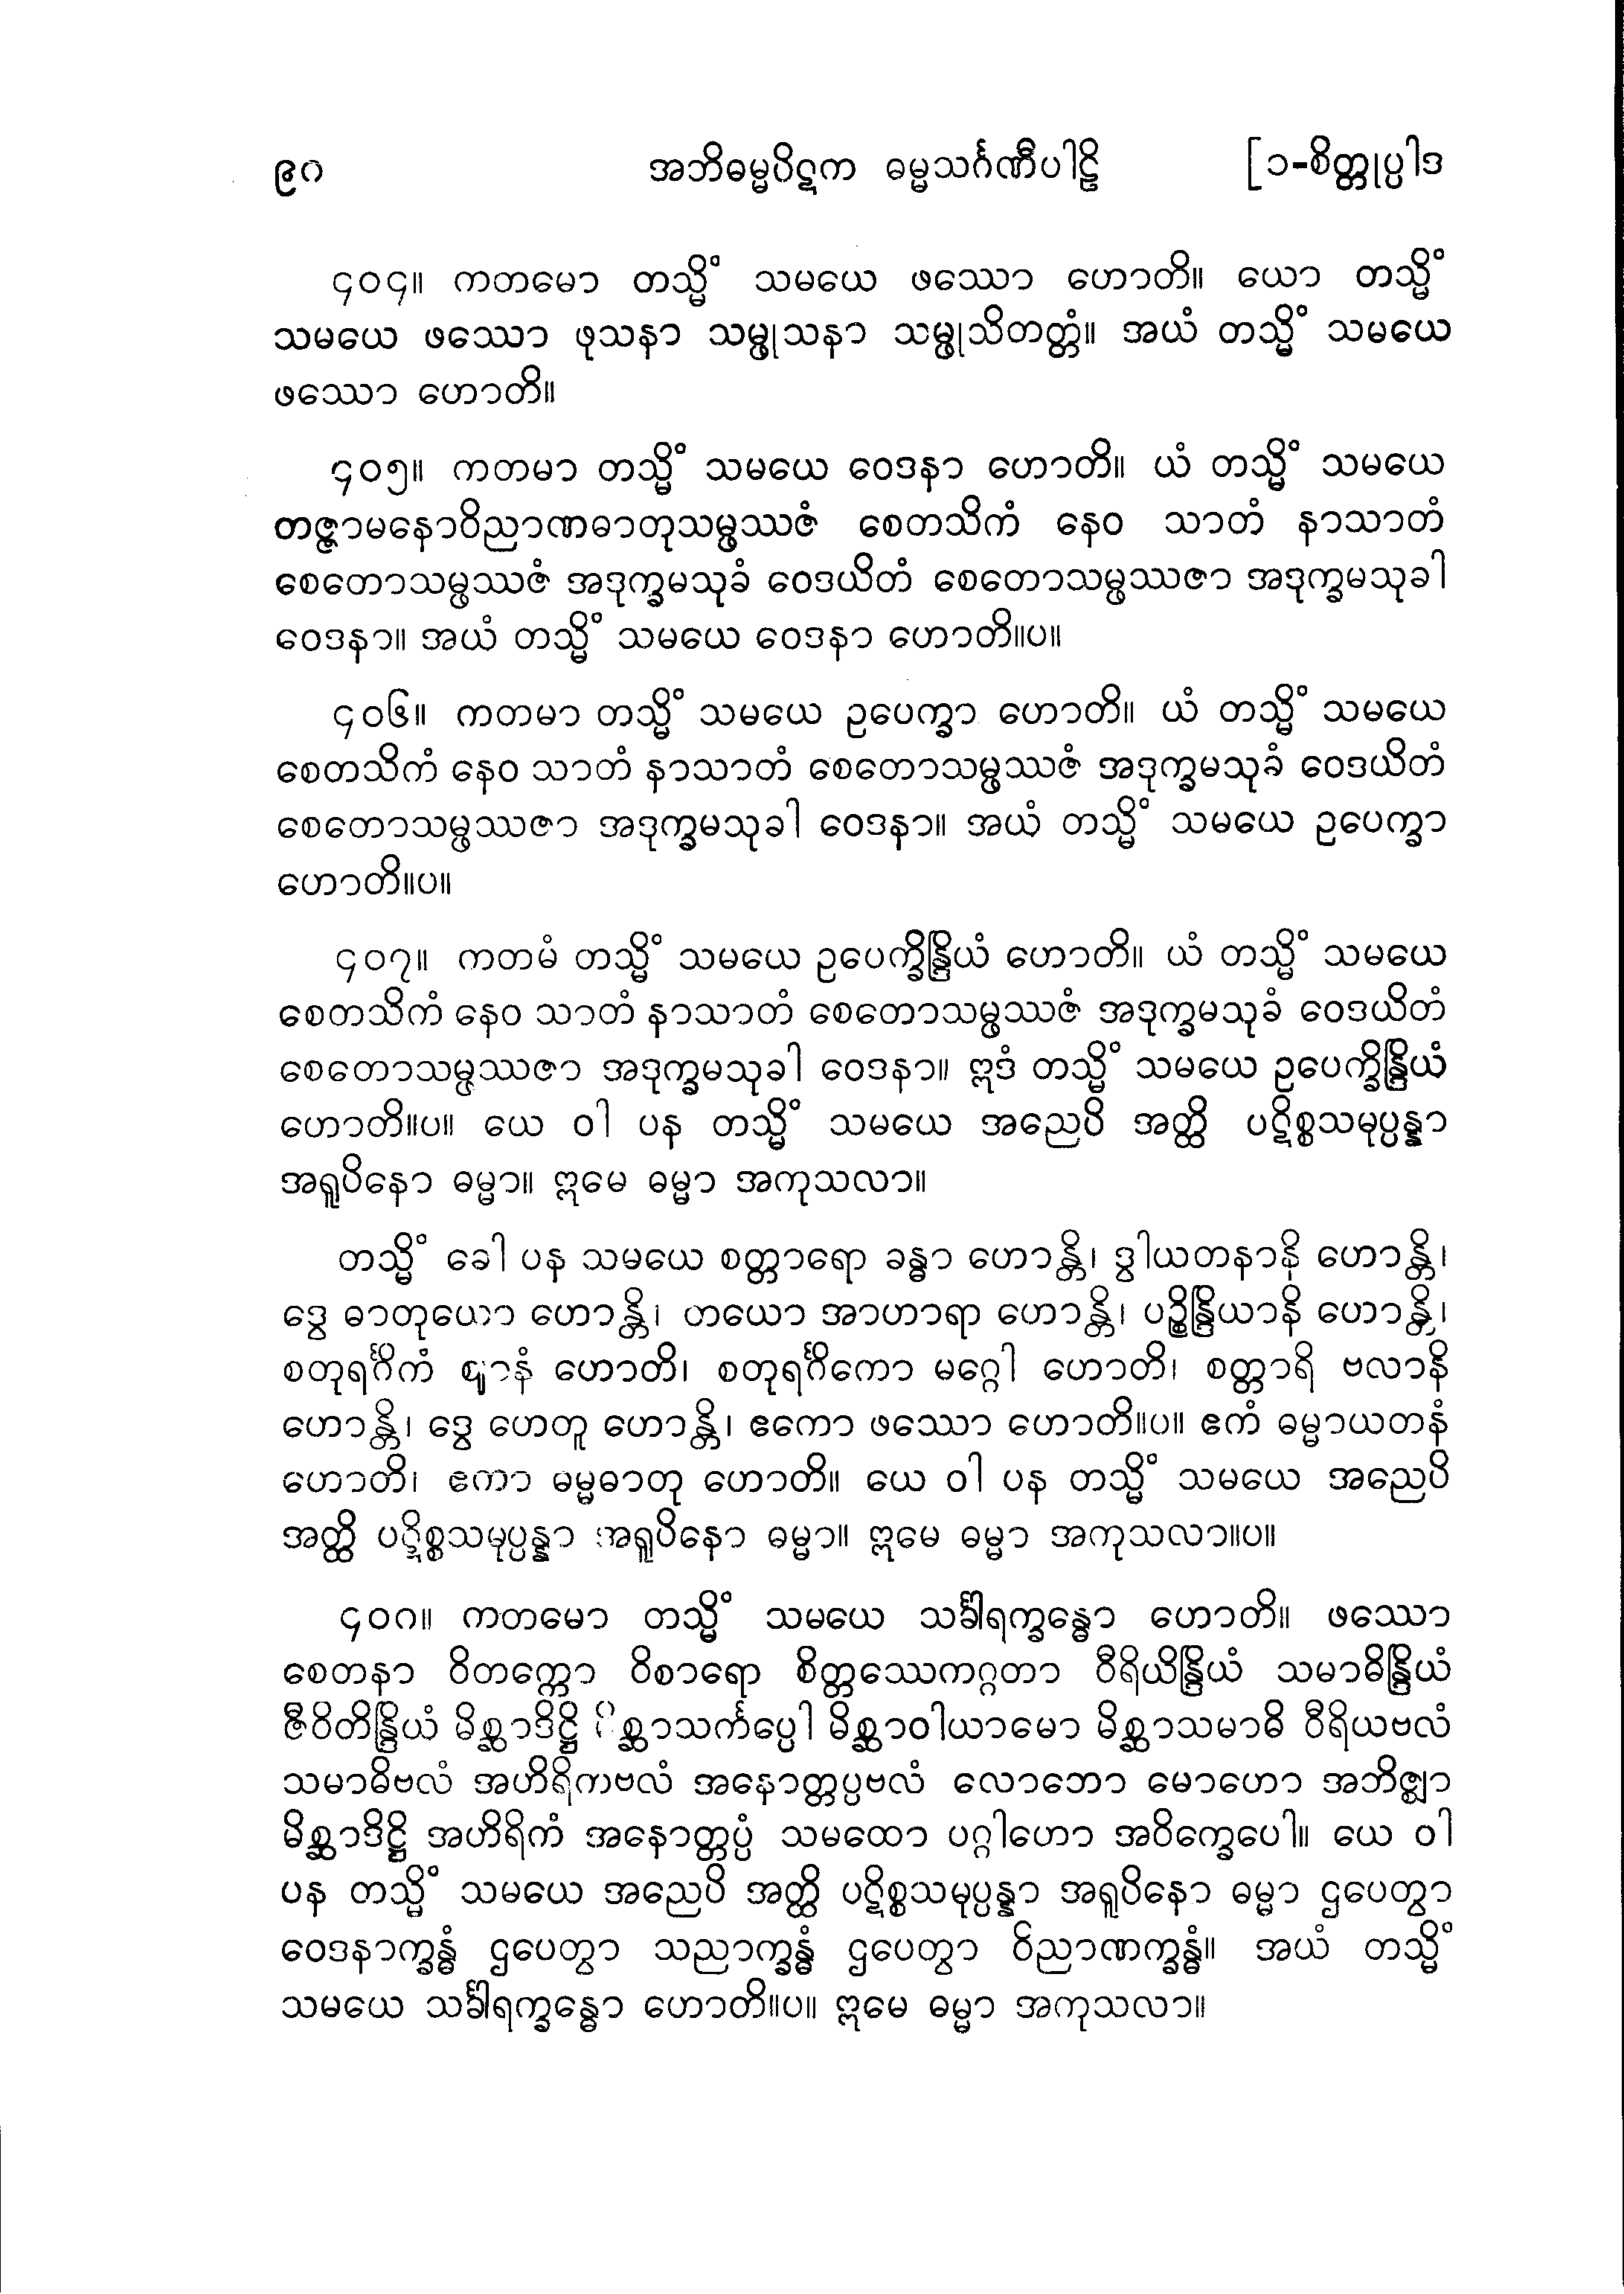 ၉ဂ အဘိဓမ္မပိဋက ဓမ္မသင်္ဂဏီပါဠိ [၁-စိတ္တုပ္ပါဒ
၄၀၄။ ကတမော တသ္မိံ သမယေ ဖဿော ဟောတိ။ ယော တသ္မိံ
သမယေ ဖဿော ဖုသနာ သမ္ဖုသနာ သမ္ဖုသိတတ္တံ။ အယံ တသ္မိံ သမယေ
ဖဿော ဟောတိ။
၄၀၅။ ကတမာ တသ္မိံ သမယေ ဝေဒနာ ဟောတိ။ ယံ တသ္မိံ သမယေ
တဇ္ဇာမနောဝိညာဏဓာတုသမ္ဖဿဇံ စေတသိကံ နေဝ သာတံ နာသာတံ
စေတောသမ္ဖဿဇံ အဒုက္ခမသုခံ ဝေဒယိတံ စေတောသမ္ဖဿဇာ အဒုက္ခမသုခါ
ဝေဒနာ။ အယံ တသ္မိံ သမယေ ဝေဒနာ ဟောတိ။ပ။
၄၀၆။ ကတမာ တသ္မိံ သမယေ ဥပေက္ခာ ဟောတိ။ ယံ တသ္မိံ သမယေ
စေတသိကံ နေဝ သာတံ နာသာတံ စေတောသမ္ဖဿဇံ အဒုက္ခမသုခံ ဝေဒယိတံ
စေတောသမ္ဖဿဇာ အဒုက္ခမသုခါ ဝေဒနာ။ အယံ တသ္မိံ သမယေ ဥပေက္ခာ
ဟောတိ။ပ။
၄၀၇။ ကတမံ တသ္မိံ သမယေ ဥပေက္ခိန္ဒြိယံ ဟောတိ။ ယံ တသ္မိံ သမယေ
စေတသိကံ နေဝ သာတံ နာသာတံ စေတောသမ္ဖဿဇံ အဒုက္ခမသုခံ ဝေဒယိတံ
စေတောသမ္ဖဿဇာ အဒုက္ခမသုခါ ဝေဒနာ။ ဣဒံ တသ္မိံ သမယေ ဥပေက္ခိန္ဒြိယံ
ဟောတိ။ပ။ ယေ ဝါ ပန တသ္မိံ သမယေ အညေပိ အတ္ထိ ပဋိစ္စသမုပ္ပန္နာ
အရူပိနော ဓမ္မာ။ ဣမေ ဓမ္မာ အကုသလာ။
တသ္မိံ ခေါ ပန သမယေ စတ္တာရော ခန္ဓာ ဟောန္တိ၊ ဒွါယတနာနိ ဟောန္တိ၊
ဒွေ ဓာတုယော ဟောန္တိ၊ တယော အာဟာရာ ဟောန္တိ၊ ပဉ္စိန္ဒြိယာနိ ဟောန္တိ၊
စတုရင်္ဂိကံ ဈာနံ ဟောတိ၊ စတုရင်္ဂိကော မဂ္ဂေါ ဟောတိ၊ စတ္တာရိ ဗလာနိ
ဟောန္တိ၊ ဒွေ ဟေတူ ဟောန္တိ၊ ဧကော ဖဿော ဟောတိ။ပ။ ဧကံ ဓမ္မာယတနံ
ဟောတိ၊ ဧကာ ဓမ္မဓာတု ဟောတိ။ ယေ ဝါ ပန တသ္မိံ သမယေ အညေပိ
အတ္ထိ ပဋိစ္စသမုပ္ပန္နာ အရူပိနော ဓမ္မာ။ ဣမေ ဓမ္မာ အကုသလာ။ပ။
၄၀ဂ။ ကတမော တသ္မိံ သမယေ သင်္ခါရက္ခန္ဓော ဟောတိ။ ဖဿော
စေတနာ ဝိတက္ကော ဝိစာရော စိတ္တဿေကဂ္ဂတာ ဝီရိယိန္ဒြိယံ သမာဓိန္ဒြိယံ
ဇီဝိတိန္ဒြိယံ မိစ္ဆာဒိဋ္ဌိ မိစ္ဆာသင်္ကပ္ပေါ မိစ္ဆာဝါယာမော မိစ္ဆာသမာဓိ ဝီရိယဗလံ
သမာဓိဗလံ အဟိရိကဗလံ အနောတ္တပ္ပဗလံ လောဘော မောဟော အဘိဇ္ဈာ
မိစ္ဆာဒိဋ္ဌိ အဟိရိကံ အနောတ္တပ္ပံ သမထော ပဂ္ဂါဟော အဝိက္ခေပေါ။ ယေ ဝါ
ပန တသ္မိံ သမယေ အညေပိ အတ္ထိ ပဋိစ္စသမုပ္ပန္နာ အရူပိနော ဓမ္မာ ဌပေတွာ
ဝေဒနာက္ခန္ဓံ ဌပေတွာ သညာက္ခန္ဓံ ဌပေတွာ ဝိညာဏက္ခန္ဓံ။ အယံ တသ္မိံ
သမယေ သင်္ခါရက္ခန္ဓော ဟောတိ။ပ။ ဣမေ ဓမ္မာ အကုသလာ။